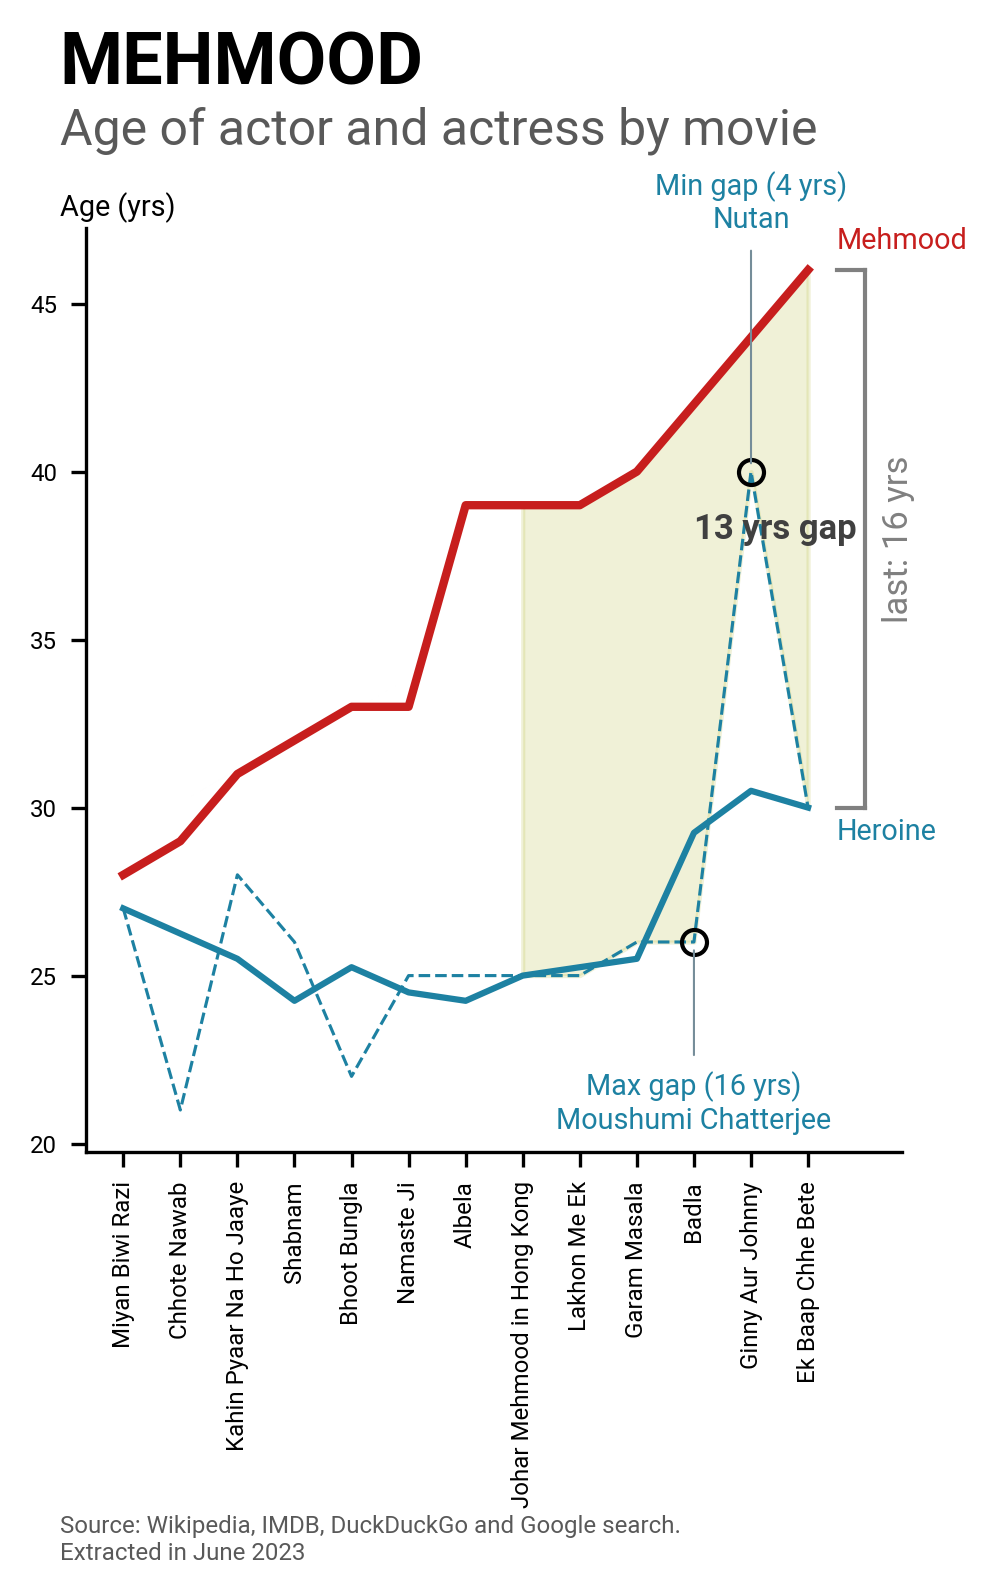 MEHMOOD
Age of actor and actress by movie
Min gap (4 yrs)
Nutan
Age (yrs)
Mehmood
45
40
35
30
25
20
13 yrs gap
last: 16 yrs
Heroine
Max gap (16 yrs)
Moushumi Chatterjee
Miyan Biwi Razi
Chhote Nawab
Kahin Pyaar Na Ho Jaaye
Shabnam
Bhoot Bungla
Namaste Ji
Albela
Johar Mehmood in Hong Kong
Lakhon Me Ek
Garam Masala
Badla
Ginny Aur Johnny
Ek Baap Chhe Bete
Source: Wikipedia, IMDB, DuckDuckGo and Google search.
Extracted in June 2023